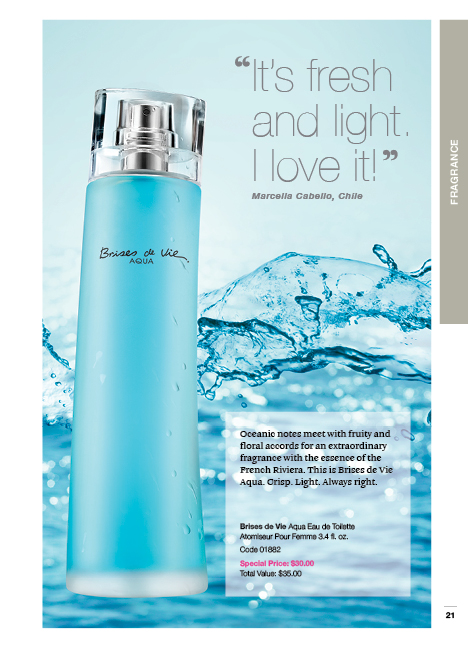 “It’s fresh
and light.
I love it!”
Marcella Cabello, Chile
FRAGRANCE
Brises de Vie
AQUA
Oceanic notes meet with fruity and
floral accords for an extraordinary
fragrance with the essence of the
French Riviera. This is Brises de Vie
Aqua. Crisp. Light. Always right.
Brises de Vie Aqua Eau de Toilette
Atomiseur Pour Femme 3.4 fl. oz.
Code 01882
Special Price: $30.00
Total Value: $35.00
21